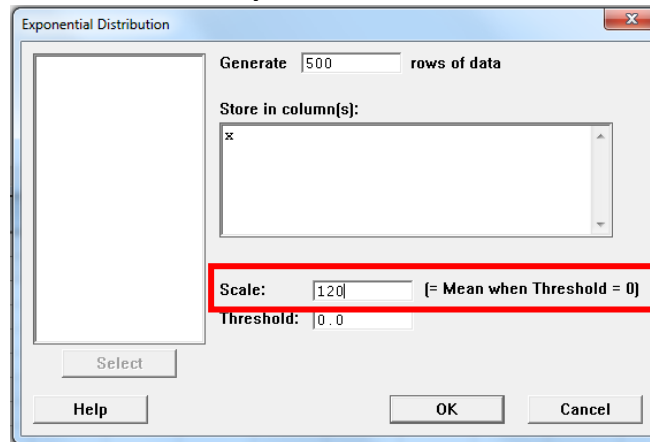 Exponential Distribution
Generate 500 rows of data
Store in column(s):
x
Scale: 120 (= Mean when Threshold = 0)
Threshold: 0.0
Select
Help OK Cancel